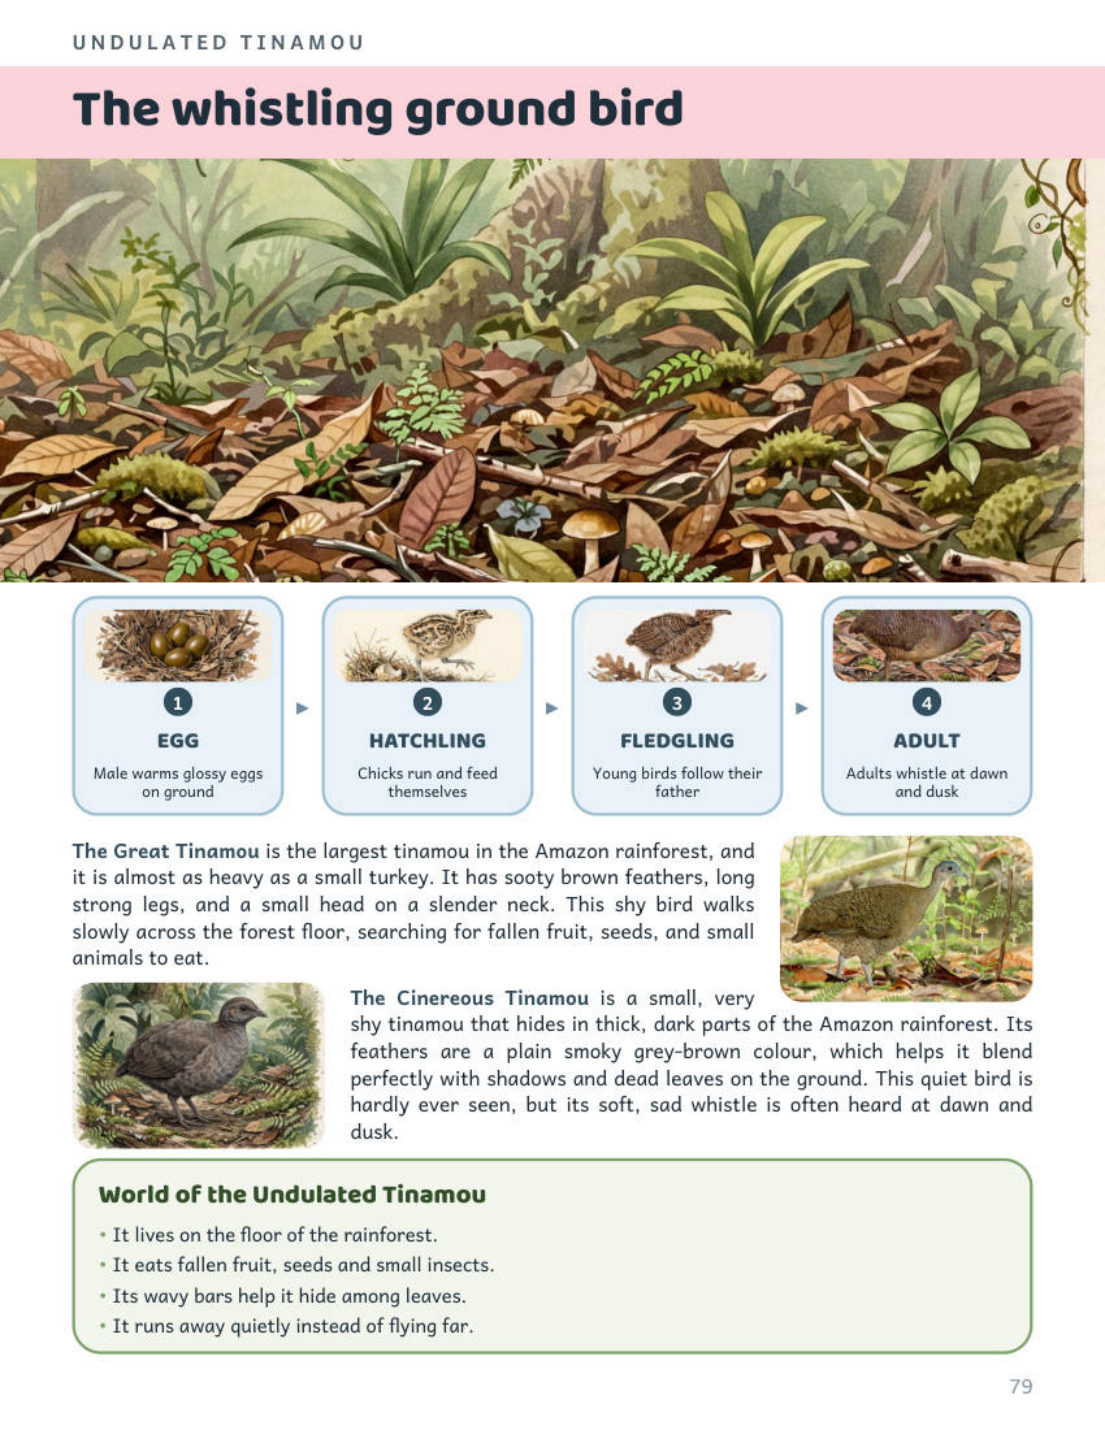 UNDULATED TINAMOU
The whistling ground bird
1
EGG
Male warms glossy eggs
on ground
2
HATCHLING
Chicks run and feed
themselves
3
FLEDGLING
Young birds follow their
father
4
ADULT
Adults whistle at dawn
and dusk
The Great Tinamou is the largest tinamou in the Amazon rainforest, and
it is almost as heavy as a small turkey. It has sooty brown feathers, long
strong legs, and a small head on a slender neck. This shy bird walks
slowly across the forest floor, searching for fallen fruit, seeds, and small
animals to eat.
The Cinereous Tinamou is a small, very
shy tinamou that hides in thick, dark parts of the Amazon rainforest. Its
feathers are a plain smoky grey-brown colour, which helps it blend
perfectly with shadows and dead leaves on the ground. This quiet bird is
hardly ever seen, but its soft, sad whistle is often heard at dawn and
dusk.
World of the Undulated Tinamou
• It lives on the floor of the rainforest.
• It eats fallen fruit, seeds and small insects.
• Its wavy bars help it hide among leaves.
• It runs away quietly instead of flying far.
79